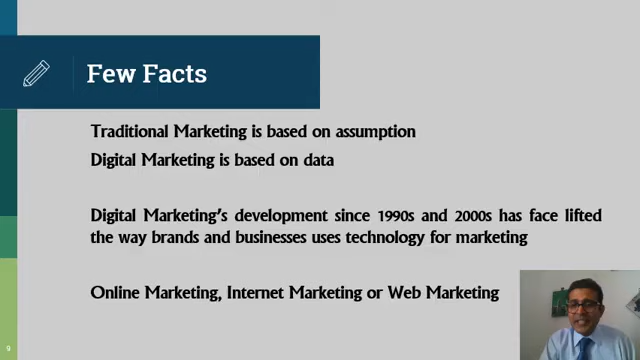 Few Facts
Traditional Marketing is based on assumption
Digital Marketing is based on data
Digital Marketing's development since 1990s and 2000s has face lifted
the way brands and businesses uses technology for marketing
Online Marketing, Internet Marketing or Web Marketing
9